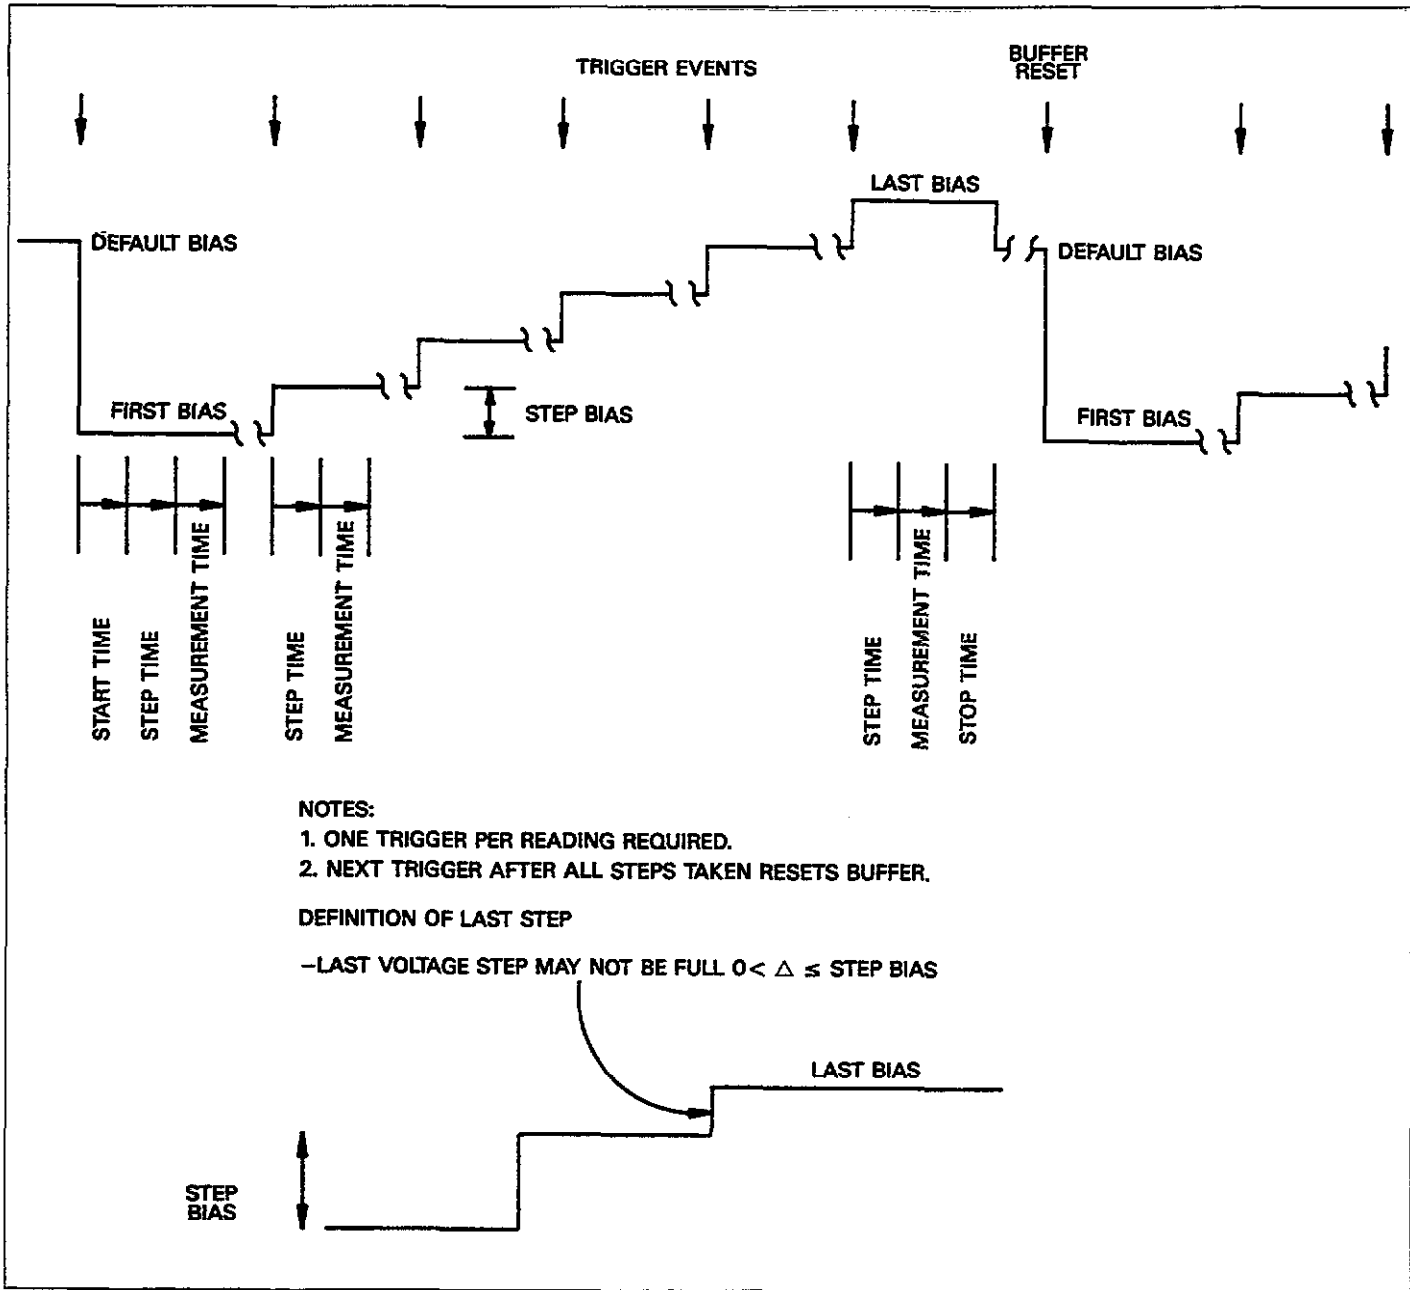 TRIGGER EVENTS
BUFFER
RESET
LAST BIAS
DEFAULT BIAS
DEFAULT BIAS
FIRST BIAS
STEP BIAS
FIRST BIAS
START TIME
STEP TIME
MEASUREMENT TIME
STEP TIME
MEASUREMENT TIME
STEP TIME
MEASUREMENT TIME
STOP TIME
NOTES:
1. ONE TRIGGER PER READING REQUIRED.
2. NEXT TRIGGER AFTER ALL STEPS TAKEN RESETS BUFFER.
DEFINITION OF LAST STEP
–LAST VOLTAGE STEP MAY NOT BE FULL 0< △ ≤ STEP BIAS
LAST BIAS
STEP
BIAS